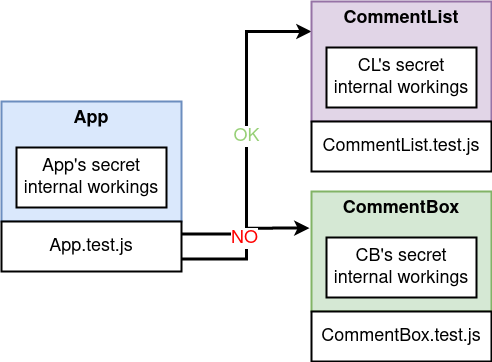 CommentList
CL's secret
internal workings
CommentList.test.js
App
App's secret
internal workings
App.test.js
OK
NO
CommentBox
CB's secret
internal workings
CommentBox.test.js